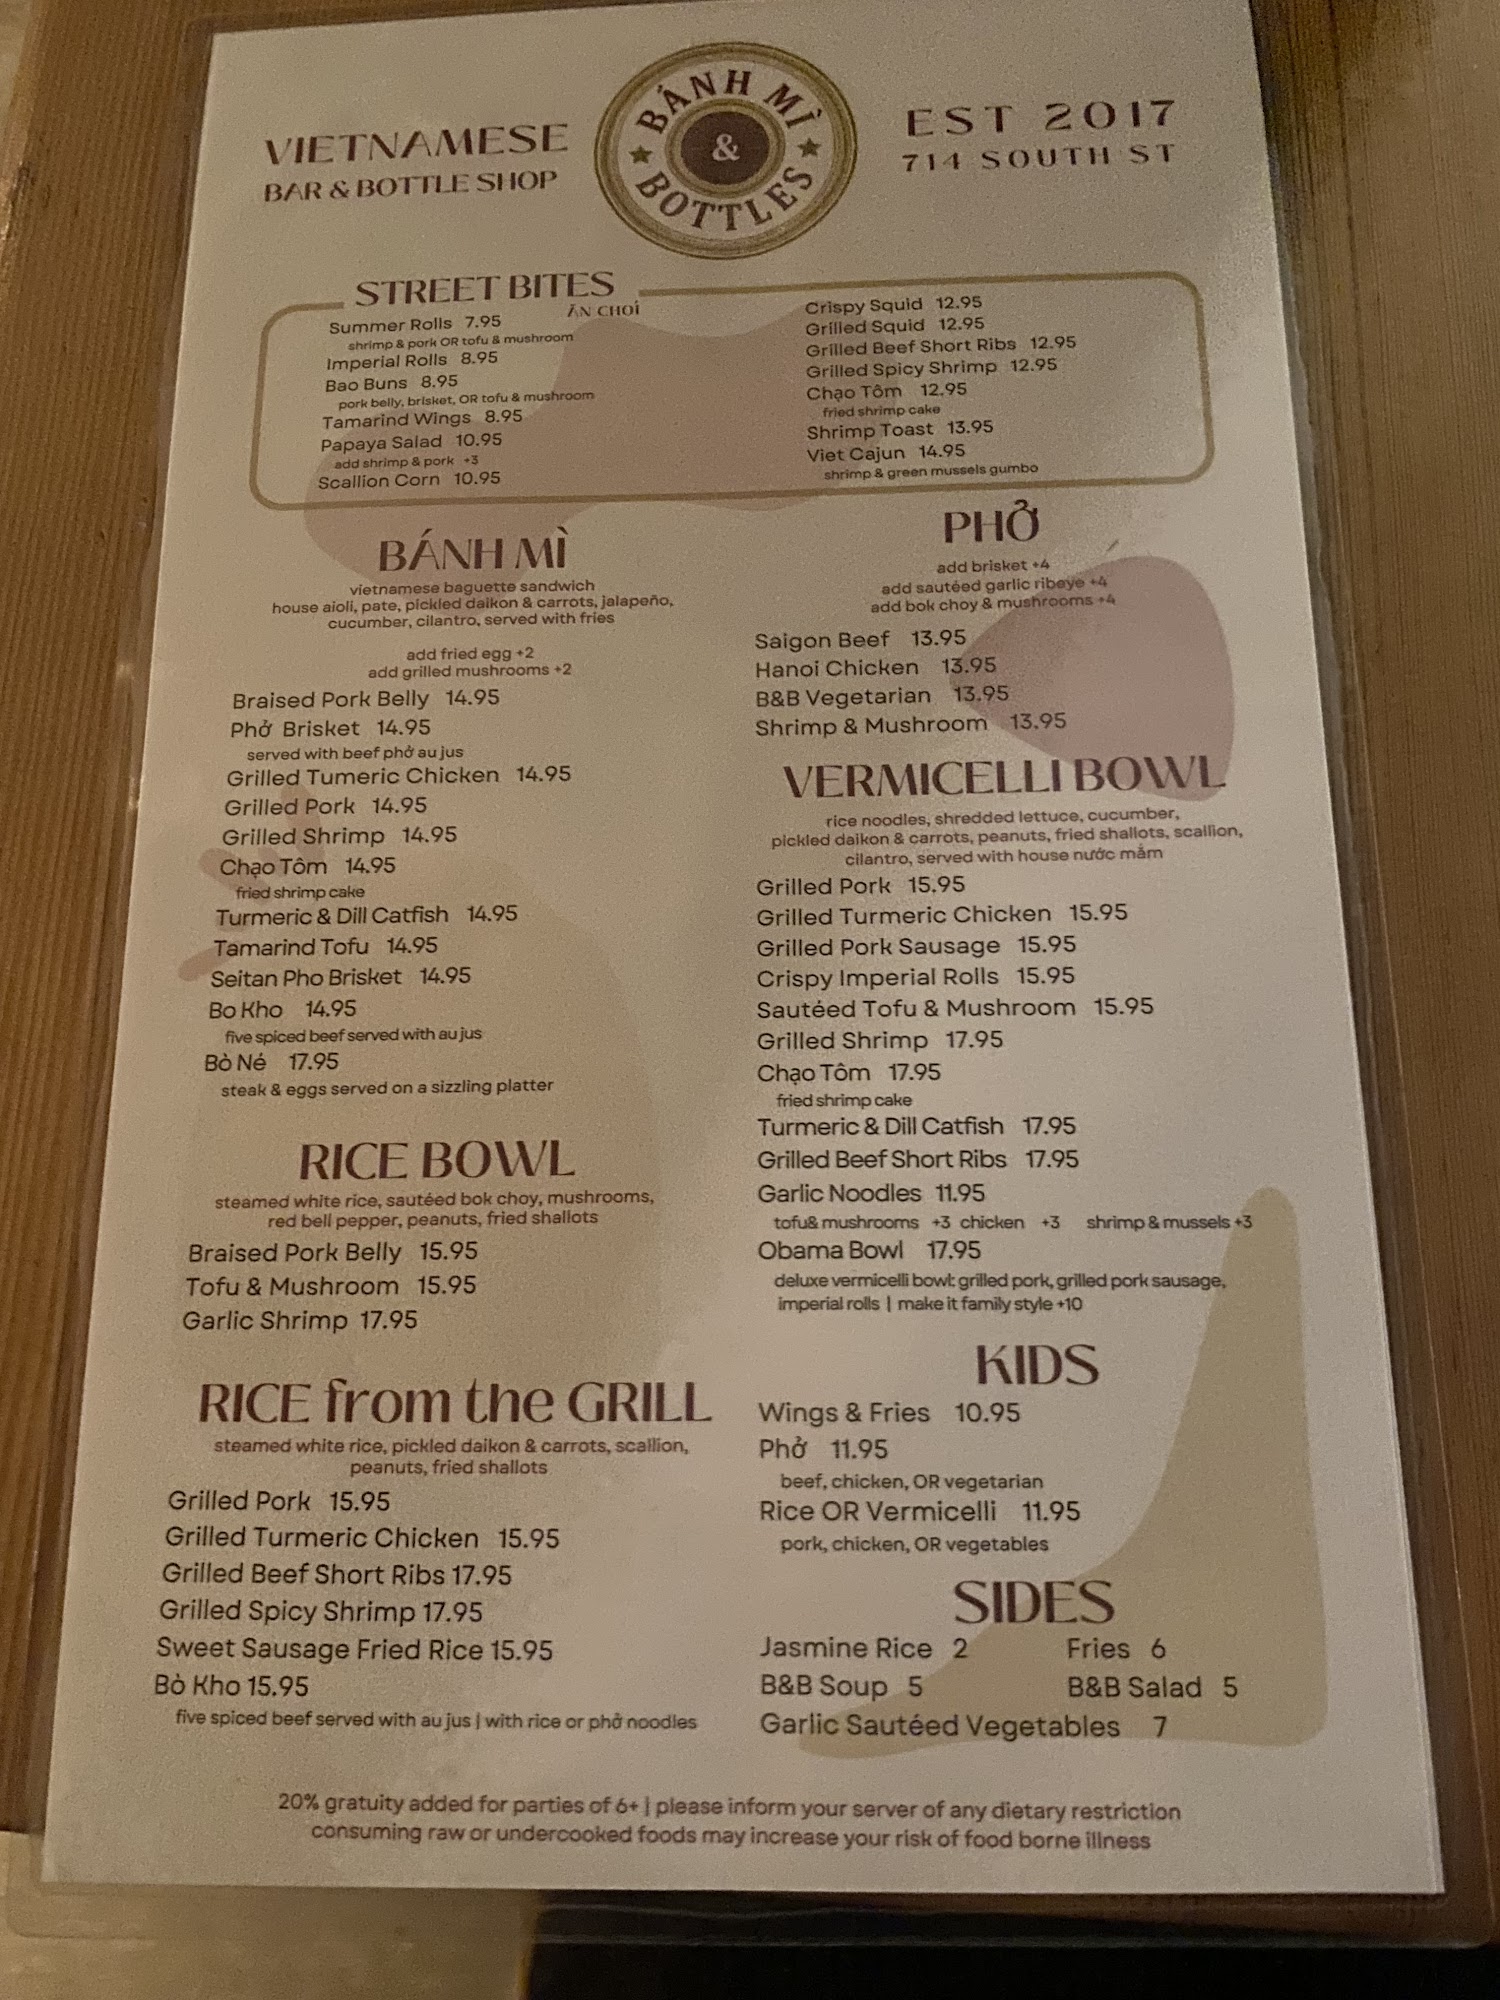 VIETNAMESE
BAR & BOTTLE SHOP
BÁNH MÌ
&
BOTTLES
EST 2017
714 SOUTH ST
STREET BITES
ĂN CHOI
Summer Rolls 7.95
shrimp & pork OR tofu & mushroom
Imperial Rolls 8.95
Bao Buns 8.95
pork belly, brisket, OR tofu & mushroom
Tamarind Wings 8.95
Papaya Salad 10.95
add shrimp & pork +3
Scallion Corn 10.95
Crispy Squid 12.95
Grilled Squid 12.95
Grilled Beef Short Ribs 12.95
Grilled Spicy Shrimp 12.95
Chạo Tôm 12.95
fried shrimp cake
Shrimp Toast 13.95
Viet Cajun 14.95
shrimp & green mussels gumbo
BÁNH MÌ
vietnamese baguette sandwich
house aioli, pate, pickled daikon & carrots, jalapeño,
cucumber, cilantro, served with fries
add fried egg +2
add grilled mushrooms +2
Braised Pork Belly 14.95
Phở Brisket 14.95
served with beef phở au jus
Grilled Tumeric Chicken 14.95
Grilled Pork 14.95
Grilled Shrimp 14.95
Chạo Tôm 14.95
fried shrimp cake
Turmeric & Dill Catfish 14.95
Tamarind Tofu 14.95
Seitan Pho Brisket 14.95
Bo Kho 14.95
five spiced beef served with au jus
Bò Né 17.95
steak & eggs served on a sizzling platter
RICE BOWL
steamed white rice, sautéed bok choy, mushrooms,
red bell pepper, peanuts, fried shallots
Braised Pork Belly 15.95
Tofu & Mushroom 15.95
Garlic Shrimp 17.95
RICE from the GRILL
steamed white rice, pickled daikon & carrots, scallion,
peanuts, fried shallots
Grilled Pork 15.95
Grilled Turmeric Chicken 15.95
Grilled Beef Short Ribs 17.95
Grilled Spicy Shrimp 17.95
Sweet Sausage Fried Rice 15.95
Bò Kho 15.95
five spiced beef served with au jus | with rice or phở noodles
PHỞ
add brisket +4
add sautéed garlic ribeye +4
add bok choy & mushrooms +4
Saigon Beef 13.95
Hanoi Chicken 13.95
B&B Vegetarian 13.95
Shrimp & Mushroom 13.95
VERMICELLI BOWL
rice noodles, shredded lettuce, cucumber,
pickled daikon & carrots, peanuts, fried shallots, scallion,
cilantro, served with house nước mắm
Grilled Pork 15.95
Grilled Turmeric Chicken 15.95
Grilled Pork Sausage 15.95
Crispy Imperial Rolls 15.95
Sautéed Tofu & Mushroom 15.95
Grilled Shrimp 17.95
Chạo Tôm 17.95
fried shrimp cake
Turmeric & Dill Catfish 17.95
Grilled Beef Short Ribs 17.95
Garlic Noodles 11.95
tofu& mushrooms +3 chicken +3 shrimp & mussels +3
Obama Bowl 17.95
deluxe vermicelli bowl: grilled pork, grilled pork sausage,
imperial rolls | make it family style +10
KIDS
Wings & Fries 10.95
Phở 11.95
beef, chicken, OR vegetarian
Rice OR Vermicelli 11.95
pork, chicken, OR vegetables
SIDES
Jasmine Rice 2 Fries 6
B&B Soup 5 B&B Salad 5
Garlic Sautéed Vegetables 7
20% gratuity added for parties of 6+ | please inform your server of any dietary restriction
consuming raw or undercooked foods may increase your risk of food borne illness